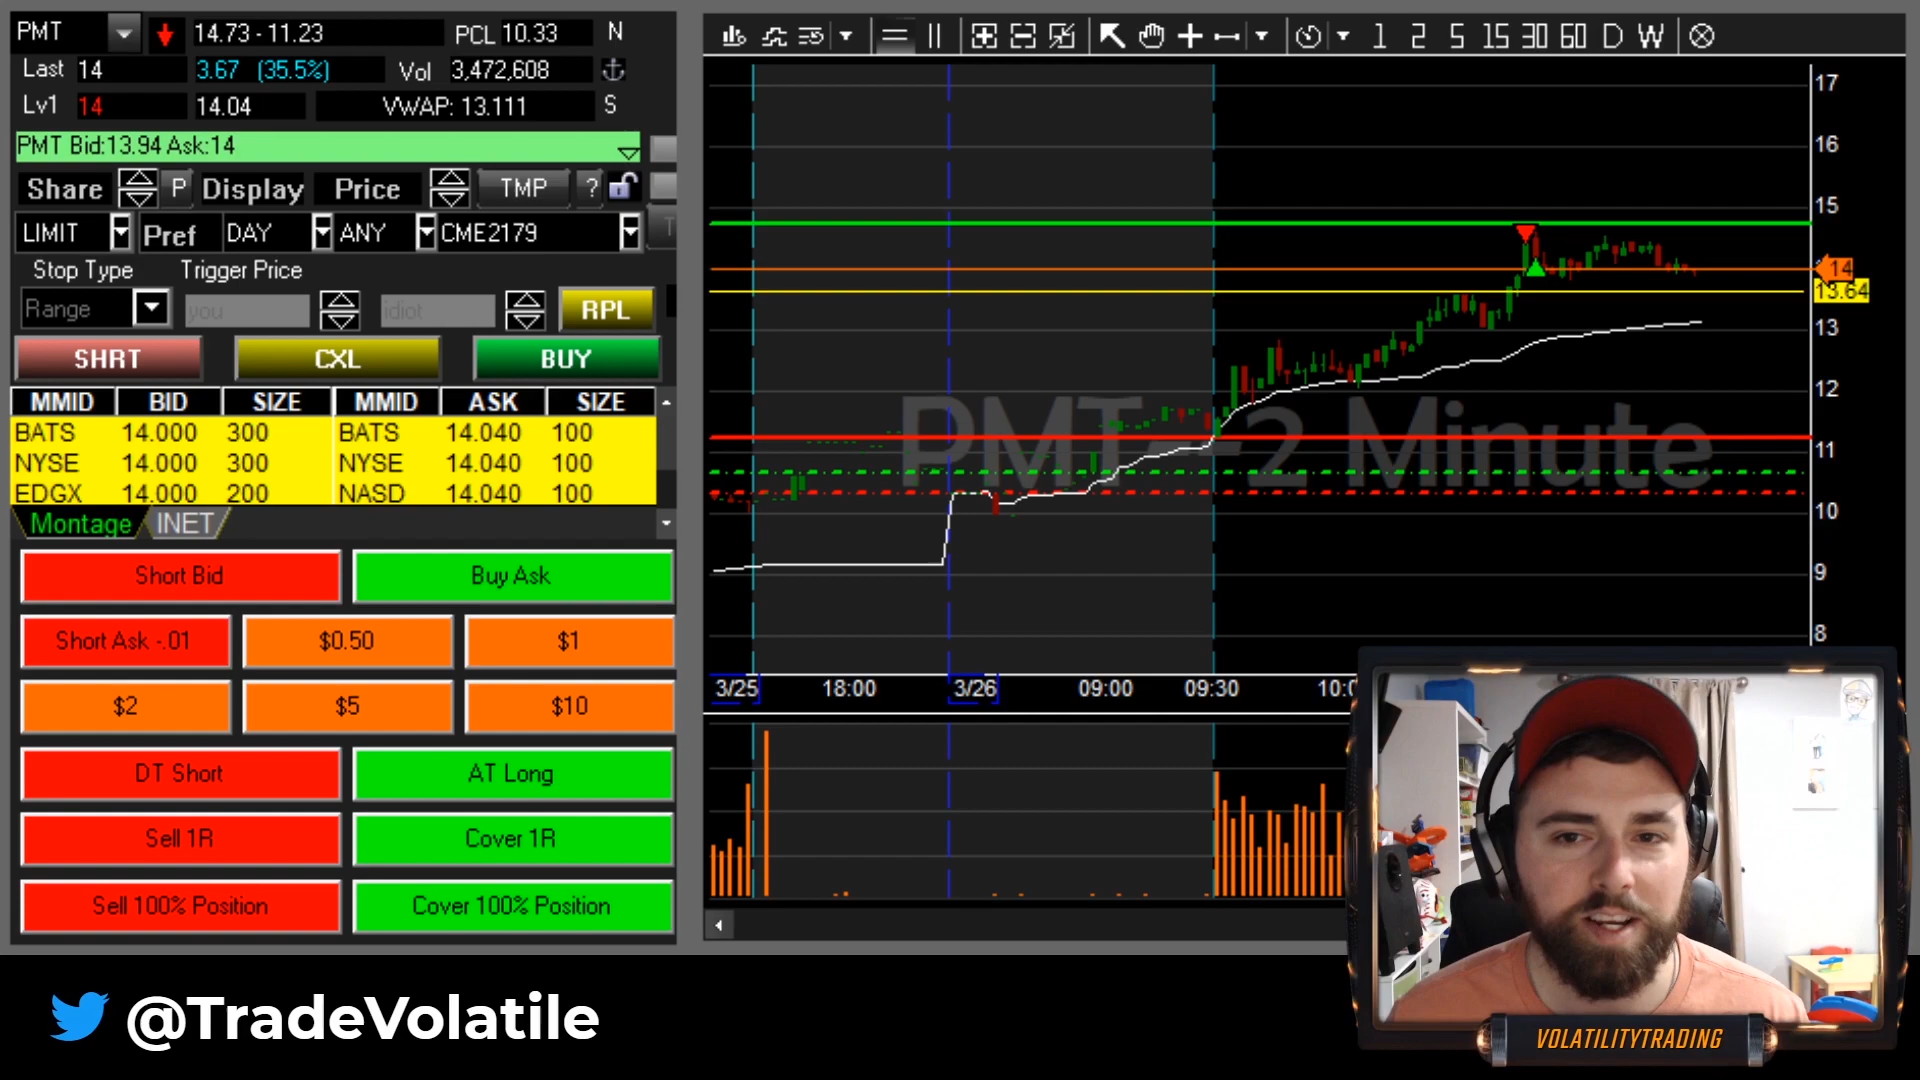 PMT 14.73 - 11.23 PCL 10.33 N
Last 14 3.67 (35.5%) Vol 3,472,608
Lv1 14 14.04 VWAP: 13.111 S
PMT Bid:13.94 Ask:14
Share P Display Price TMP ?
LIMIT Pref DAY ANY CME2179
Stop Type Trigger Price
Range you idiot RPL
SHRT CXL BUY
MMID BID SIZE MMID ASK SIZE
BATS 14.000 300 BATS 14.040 100
NYSE 14.000 300 NYSE 14.040 100
EDGX 14.000 200 NASD 14.040 100
Montage INET
Short Bid Buy Ask
Short Ask -.01 $0.50 $1
$2 $5 $10
DT Short AT Long
Sell 1R Cover 1R
Sell 100% Position Cover 100% Position
1 2 5 15 30 60 D W
17
16
15
14
13.64
13
12
11
10
9
8
PMT--2 Minute
3/25 18:00 3/26 09:00 09:30
@TradeVolatile
VOLATILITYTRADING